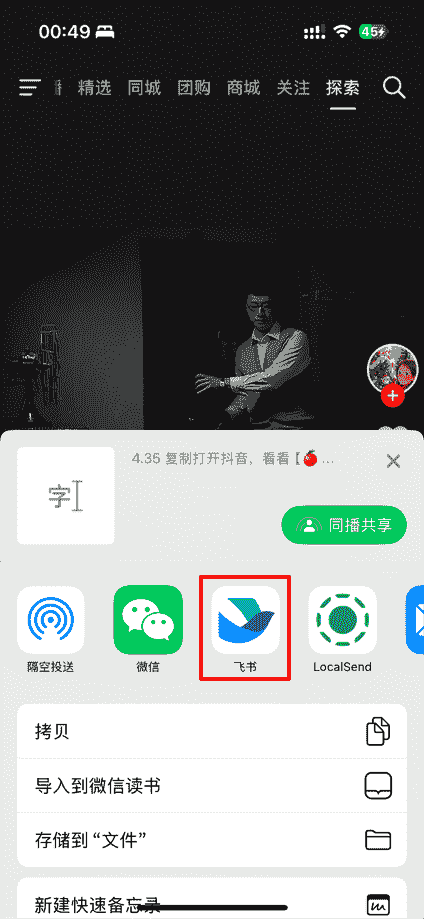 00:49
45
精选 同城 团购 商城 关注 探索
4.35 复制打开抖音，看看【🍎 ...
字
同播共享
隔空投送 微信 飞书 LocalSend
拷贝
导入到微信读书
存储到“文件”
新建快速备忘录